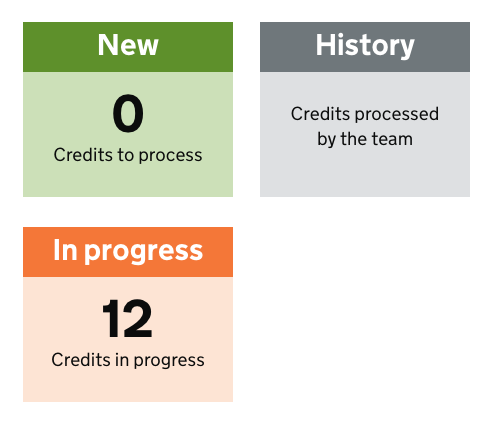 New
0
Credits to process
History
Credits processed
by the team
In progress
12
Credits in progress